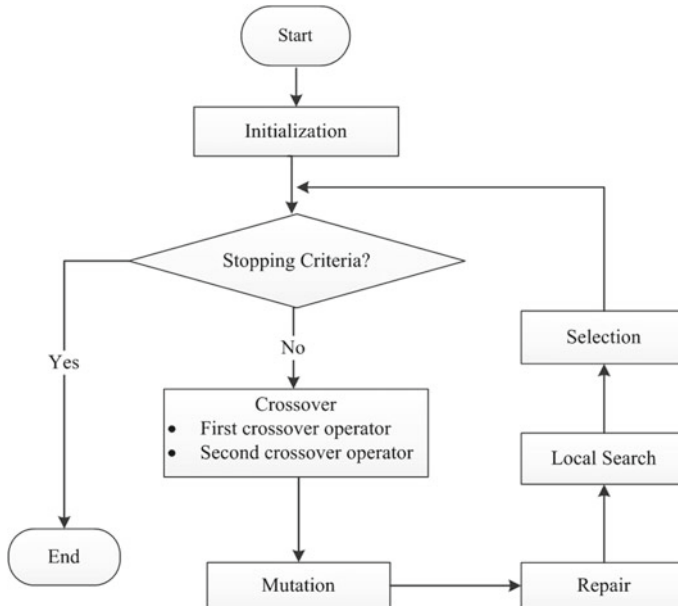 Start
Initialization
Stopping Criteria?
Yes
No
Selection
Crossover
• First crossover operator
• Second crossover operator
Local Search
End
Mutation
Repair